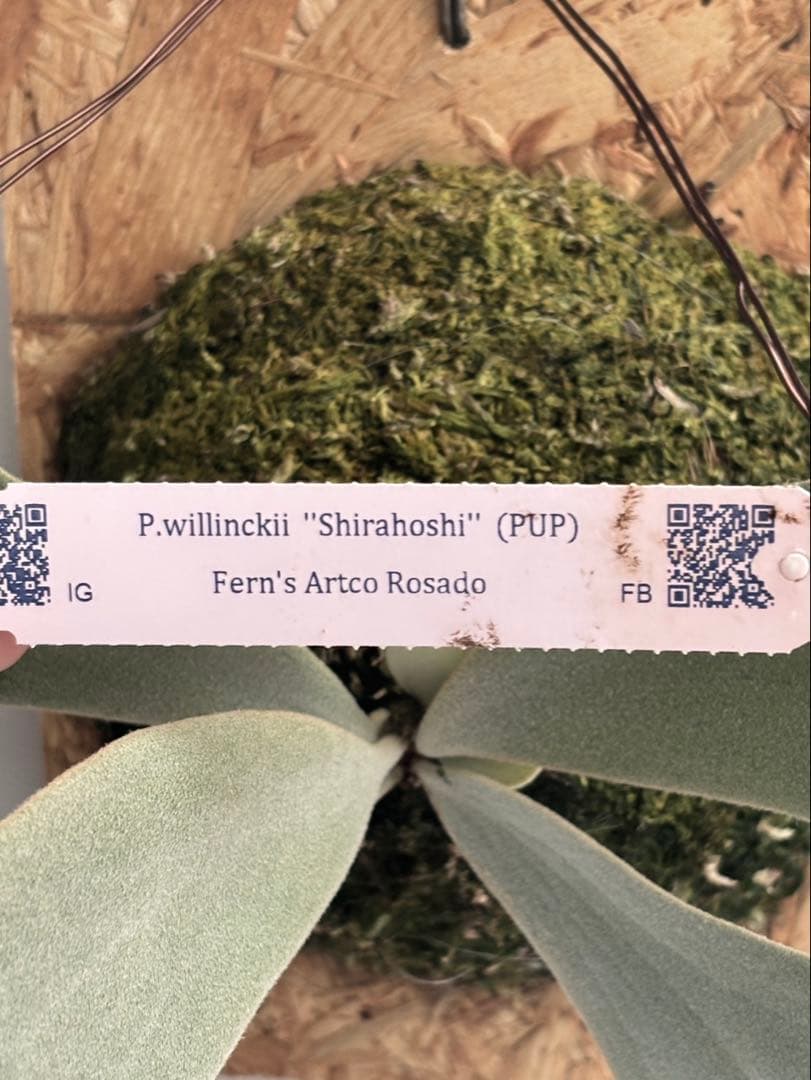 P.willinckii "Shirahoshi" (PUP)
Fern's Artco Rosado
IG
FB